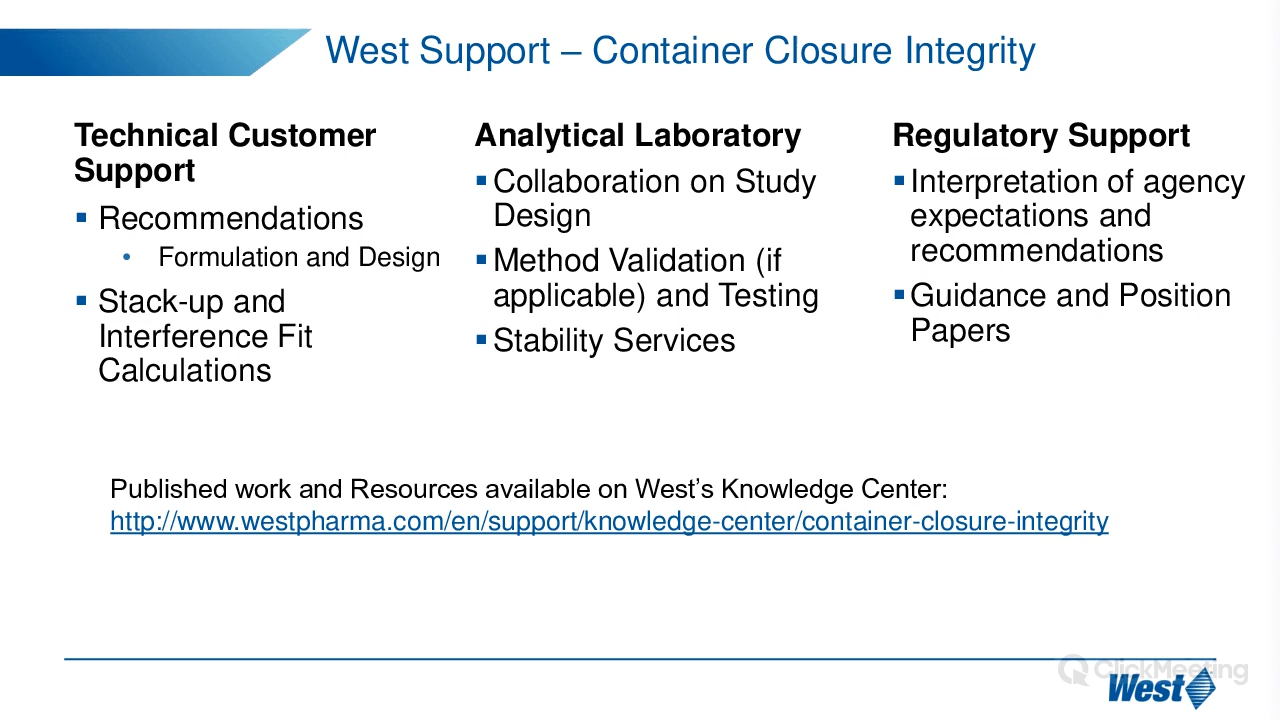 West Support – Container Closure Integrity
Technical Customer
Support
▪ Recommendations
• Formulation and Design
▪ Stack-up and
Interference Fit
Calculations
Analytical Laboratory
▪ Collaboration on Study
Design
▪ Method Validation (if
applicable) and Testing
▪ Stability Services
Regulatory Support
▪ Interpretation of agency
expectations and
recommendations
▪ Guidance and Position
Papers
Published work and Resources available on West’s Knowledge Center:
http://www.westpharma.com/en/support/knowledge-center/container-closure-integrity
ClickMeeting
West